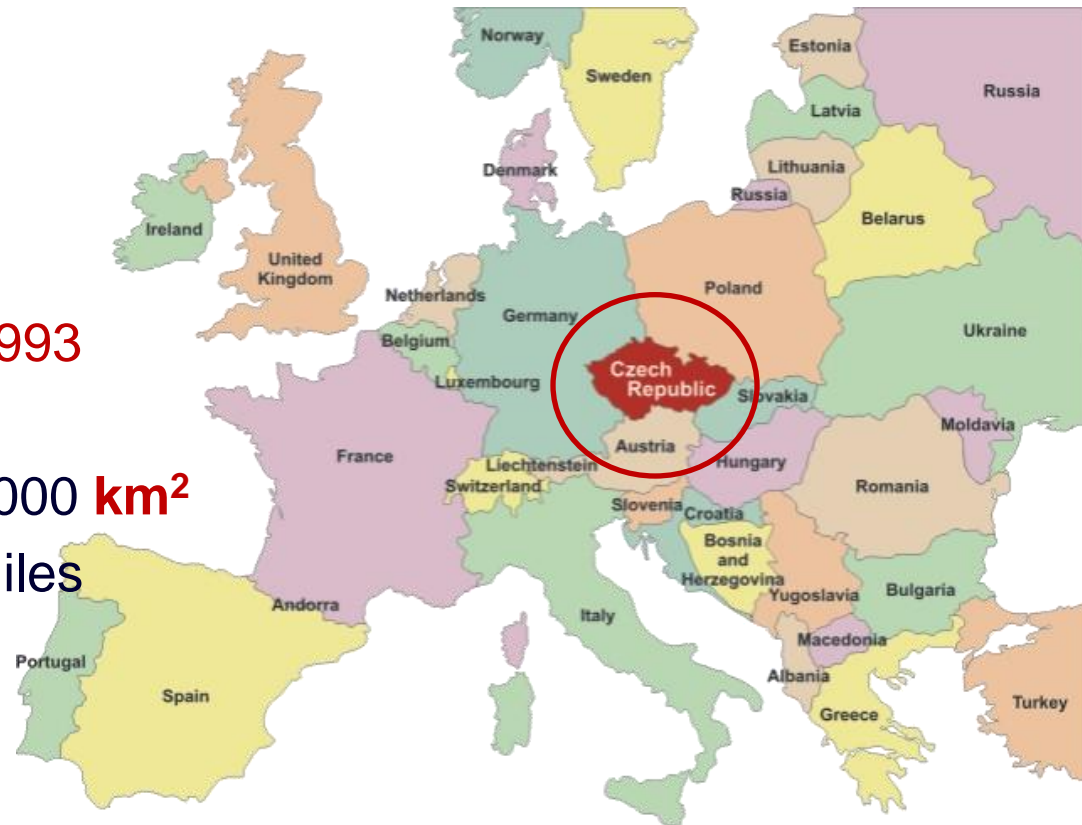 Norway
Sweden
Estonia
Russia
Latvia
Denmark
Lithuania
Russia
Belarus
Ireland
United
Kingdom
Netherlands
Germany
Poland
Ukraine
993
Belgium
Luxembourg
Czech
Republic
Slovakia
Moldavia
France
Austria
Hungary
Liechtenstein
Switzerland
Romania
000 km²
Slovenia
Croatia
Bosnia
and
Herzegovina
iles
Andorra
Yugoslavia
Bulgaria
Italy
Macedonia
Portugal
Spain
Albania
Turkey
Greece